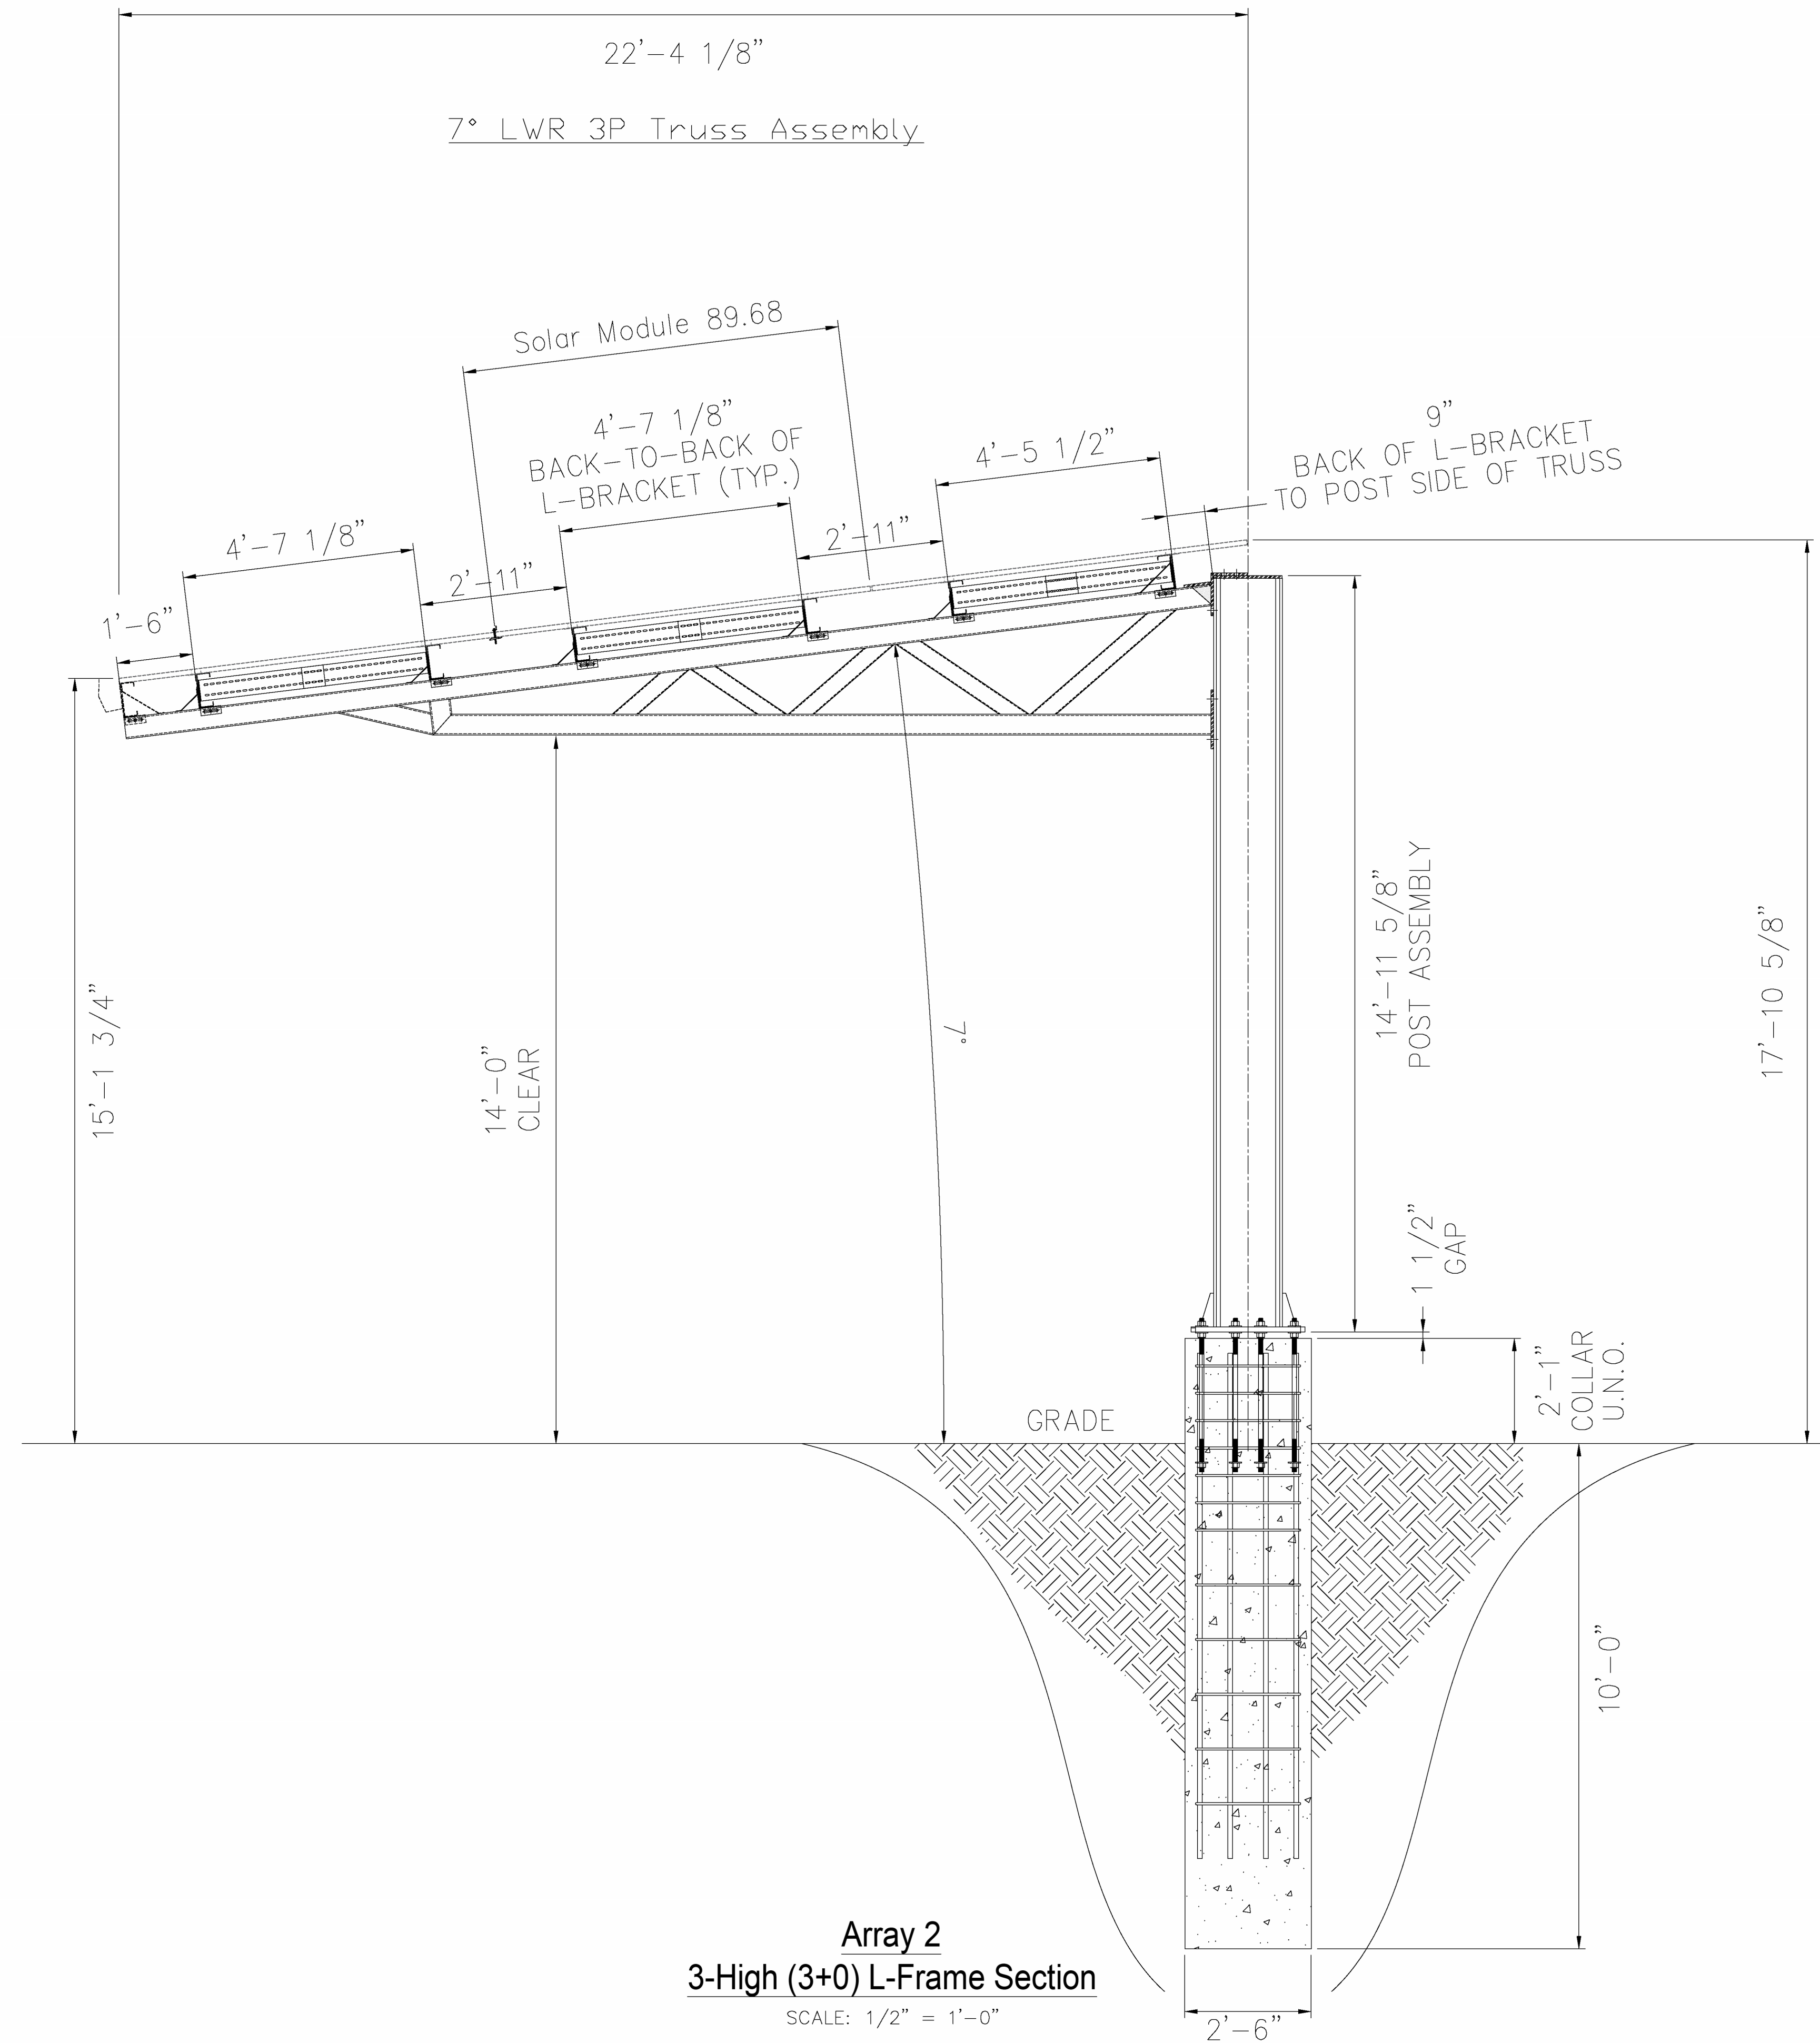 22'-4 1/8"
7° LWR 3P Truss Assembly
Solar Module 89.68
4'-7 1/8"
BACK-TO-BACK OF
L-BRACKET (TYP.)
4'-5 1/2"
9"
BACK OF L-BRACKET
TO POST SIDE OF TRUSS
4'-7 1/8"
2'-11"
2'-11"
1'-6"
15'-1 3/4"
14'-0"
CLEAR
7°
14'-11 5/8"
POST ASSEMBLY
17'-10 5/8"
1 1/2"
GAP
2'-1"
COLLAR
U.N.O.
GRADE
10'-0"
2'-6"
Array 2
3-High (3+0) L-Frame Section
SCALE: 1/2" = 1'-0"